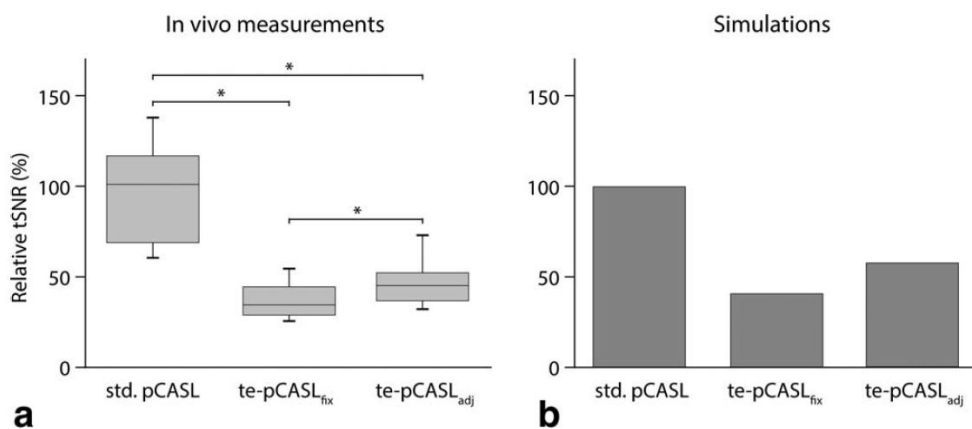 In vivo measurements
Simulations
Relative tSNR (%)
150
100
50
0
*
*
*
std. pCASL te-pCASLfix te-pCASLadj
a
150
100
50
0
std. pCASL te-pCASLfix te-pCASLadj
b